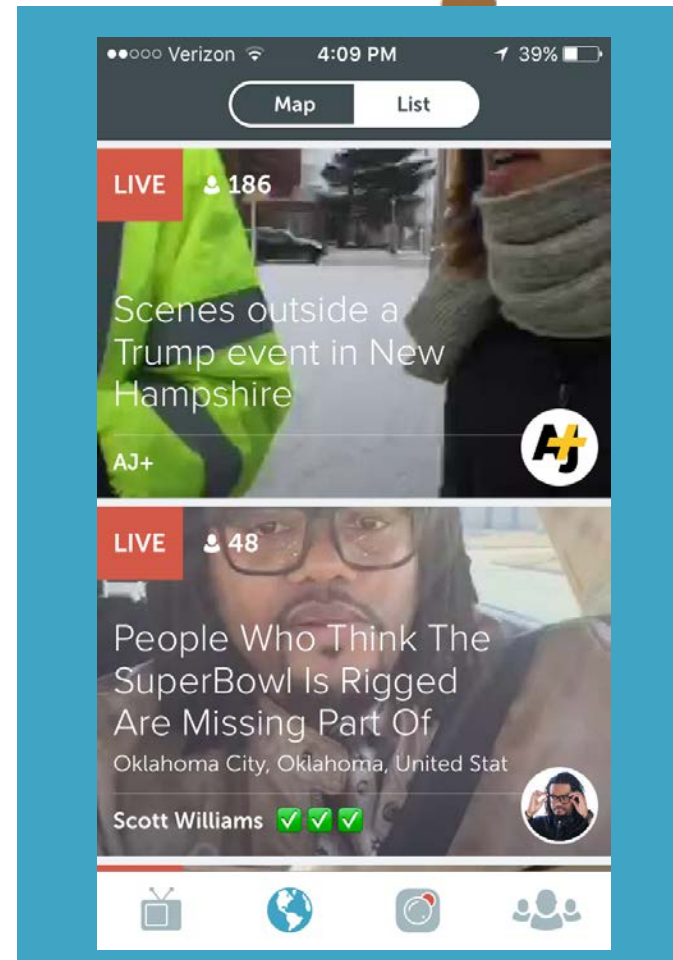 Verizon 4:09 PM 39%
Map List
LIVE 186
Scenes outside a
Trump event in New
Hampshire
AJ+
AJ+
LIVE 48
People Who Think The
SuperBowl Is Rigged
Are Missing Part Of
Oklahoma City, Oklahoma, United Stat
Scott Williams ✅ ✅ ✅